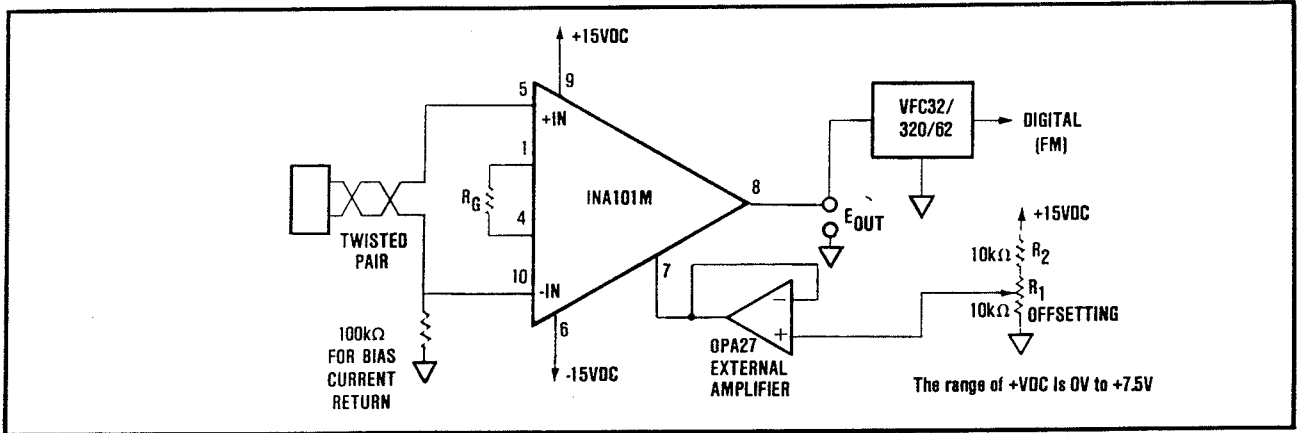 +15VDC
9
5
+IN
1
R_G
4
INA101M
8
E_OUT
VFC32/
320/62
DIGITAL
(FM)
TWISTED
PAIR
10
-IN
6
-15VDC
7
100kΩ
FOR BIAS
CURRENT
RETURN
−
+
OPA27
EXTERNAL
AMPLIFIER
+15VDC
10kΩ R_2
R_1
10kΩ OFFSETTING
The range of +VDC is 0V to +7.5V